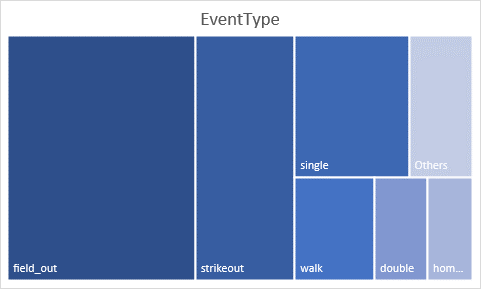 EventType
field_out
strikeout
single
Others
walk
double
hom...